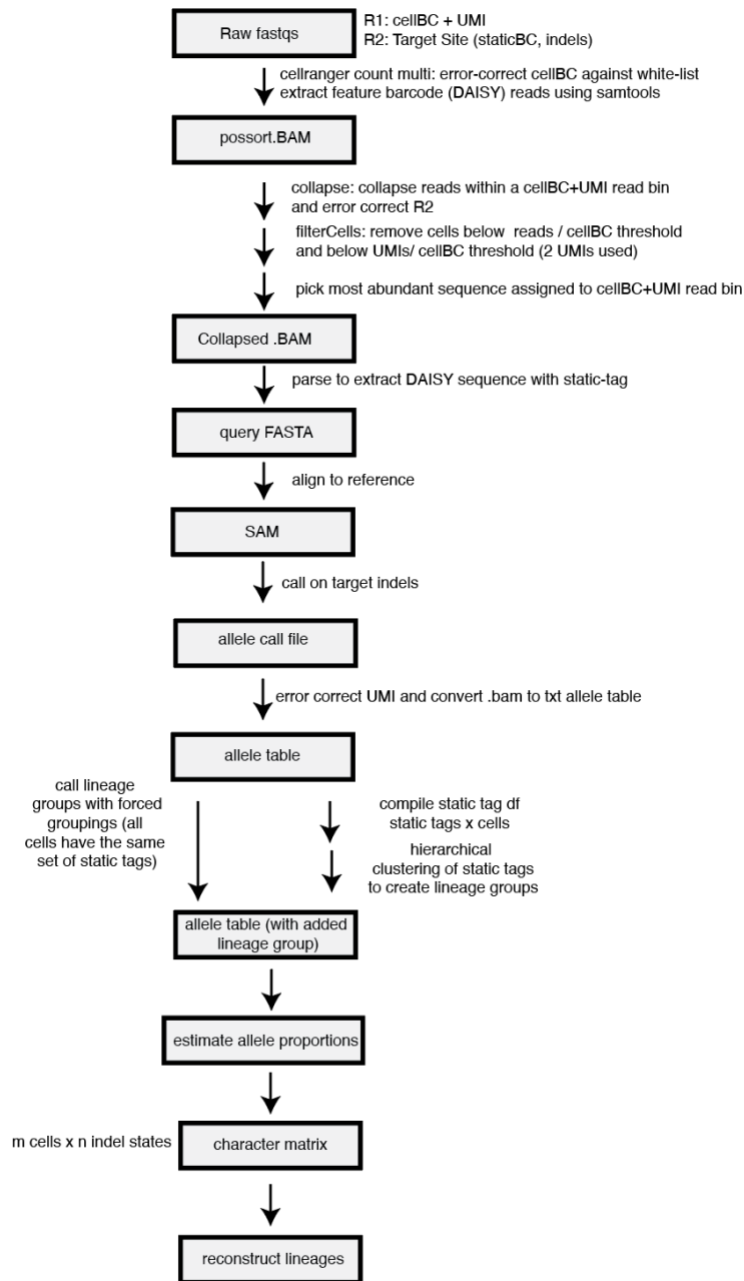 Raw fastqs
R1: cellBC + UMI
R2: Target Site (staticBC, indels)
cellranger count multi: error-correct cellBC against white-list
extract feature barcode (DAISY) reads using samtools
possort.BAM
collapse: collapse reads within a cellBC+UMI read bin
and error correct R2
filterCells: remove cells below reads / cellBC threshold
and below UMIs/ cellBC threshold (2 UMIs used)
pick most abundant sequence assigned to cellBC+UMI read bin
Collapsed .BAM
parse to extract DAISY sequence with static-tag
query FASTA
align to reference
SAM
call on target indels
allele call file
error correct UMI and convert .bam to txt allele table
allele table
call lineage
groups with forced
groupings (all
cells have the same
set of static tags)
compile static tag df
static tags x cells
hierarchical
clustering of static tags
to create lineage groups
allele table (with added
lineage group)
estimate allele proportions
m cells x n indel states
character matrix
reconstruct lineages